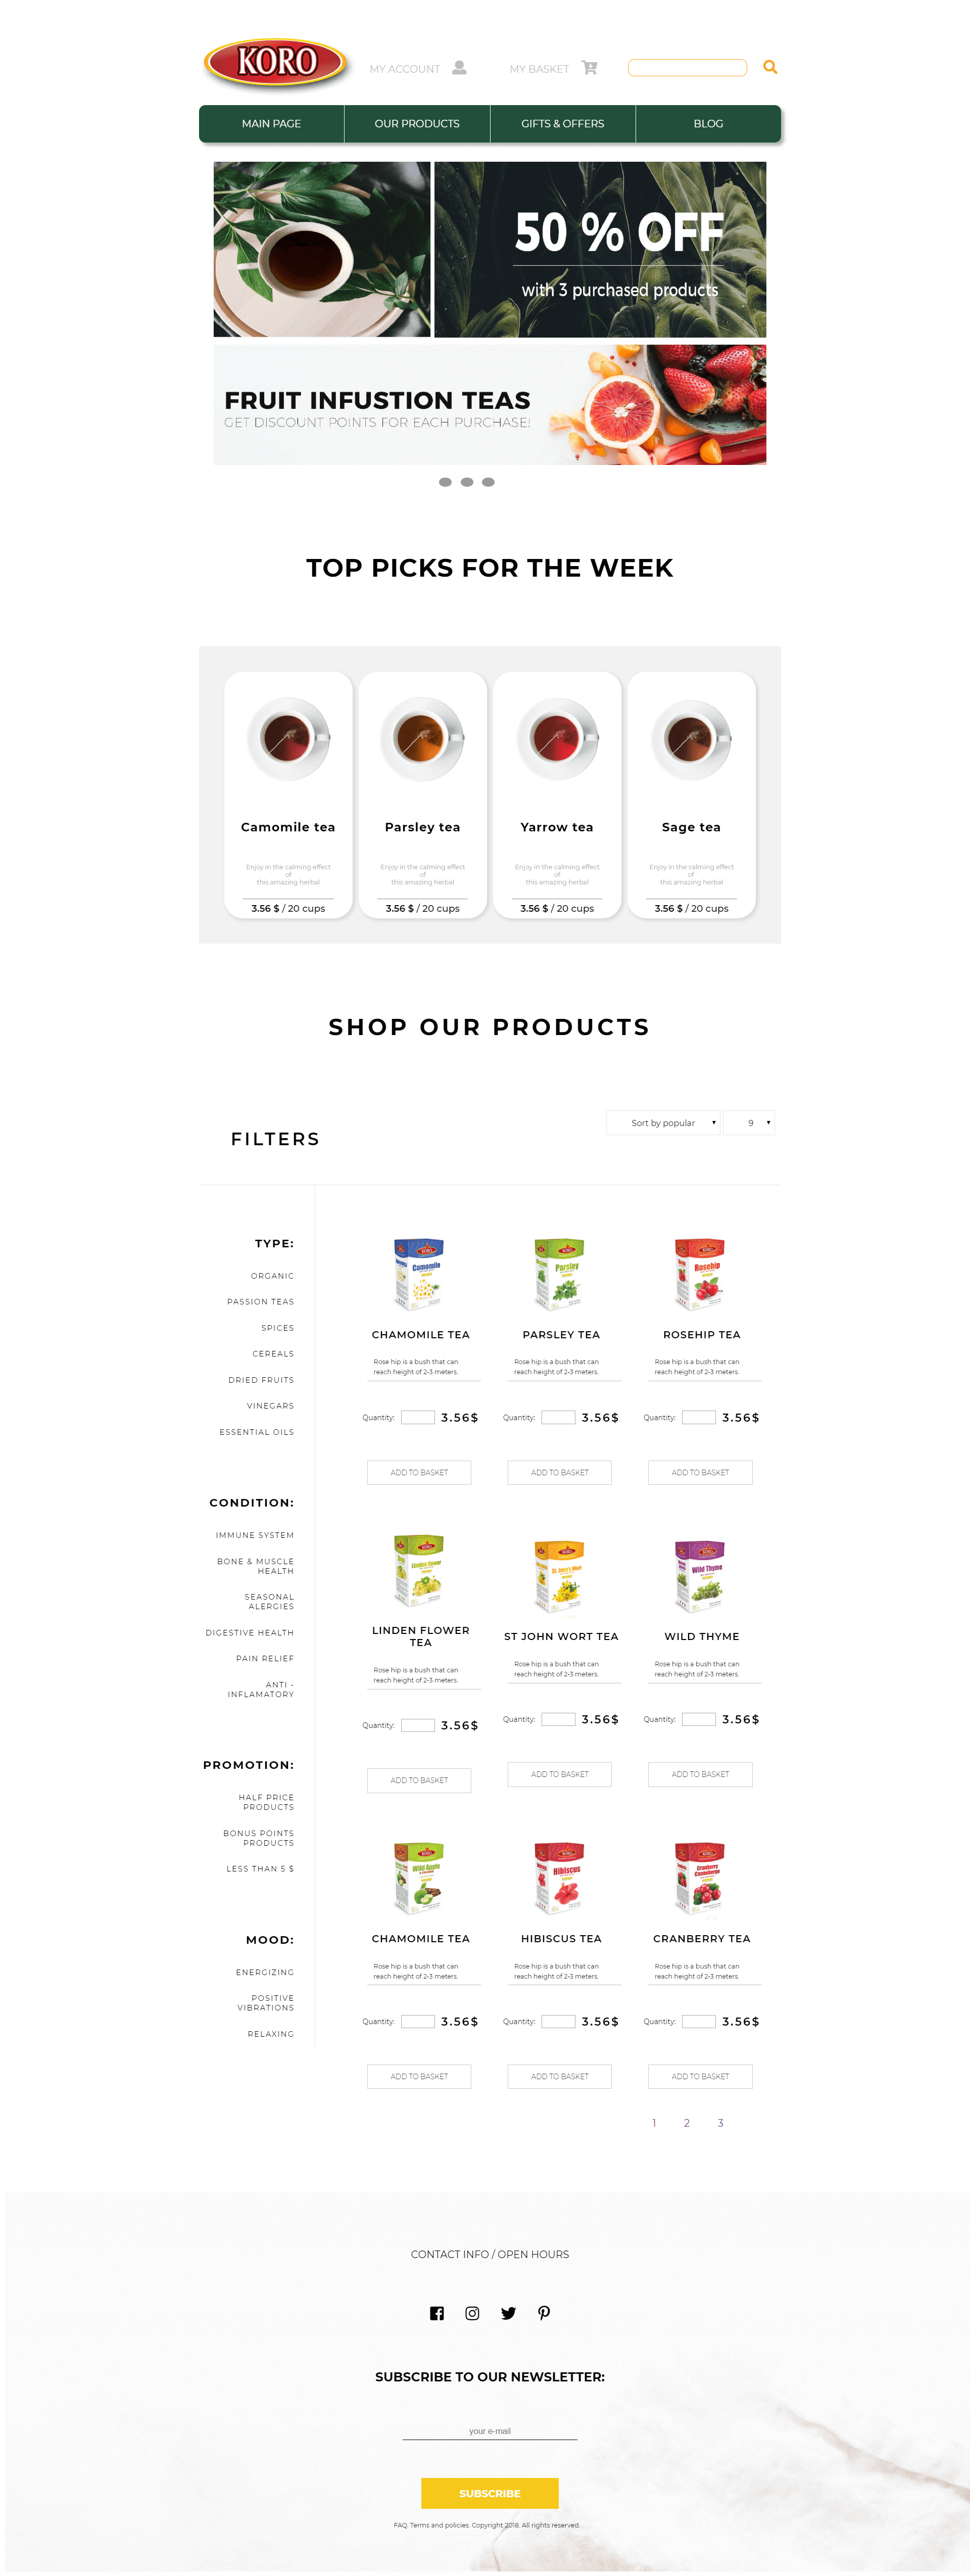 KORO
MY ACCOUNT
MY BASKET
MAIN PAGE
OUR PRODUCTS
GIFTS & OFFERS
BLOG
50 % OFF
with 3 purchased products
FRUIT INFUSTION TEAS
GET DISCOUNT POINTS FOR EACH PURCHASE!
TOP PICKS FOR THE WEEK
Camomile tea
Enjoy in the calming effect
of
this amazing herbal
3.56 $ / 20 cups
Parsley tea
Enjoy in the calming effect
of
this amazing herbal
3.56 $ / 20 cups
Yarrow tea
Enjoy in the calming effect
of
this amazing herbal
3.56 $ / 20 cups
Sage tea
Enjoy in the calming effect
of
this amazing herbal
3.56 $ / 20 cups
SHOP OUR PRODUCTS
FILTERS
Sort by popular
9
TYPE:
ORGANIC
PASSION TEAS
SPICES
CEREALS
DRIED FRUITS
VINEGARS
ESSENTIAL OILS
CONDITION:
IMMUNE SYSTEM
BONE & MUSCLE
HEALTH
SEASONAL
ALERGIES
DIGESTIVE HEALTH
PAIN RELIEF
ANTI -
INFLAMATORY
PROMOTION:
HALF PRICE
PRODUCTS
BONUS POINTS
PRODUCTS
LESS THAN 5 $
MOOD:
ENERGIZING
POSITIVE
VIBRATIONS
RELAXING
Camomile
CHAMOMILE TEA
Rose hip is a bush that can
reach height of 2-3 meters.
Quantity:
3.56$
ADD TO BASKET
Parsley
PARSLEY TEA
Rose hip is a bush that can
reach height of 2-3 meters.
Quantity:
3.56$
ADD TO BASKET
Rosehip
ROSEHIP TEA
Rose hip is a bush that can
reach height of 2-3 meters.
Quantity:
3.56$
ADD TO BASKET
Linden flower
LINDEN FLOWER
TEA
Rose hip is a bush that can
reach height of 2-3 meters.
Quantity:
3.56$
ADD TO BASKET
St. John's Wort
ST JOHN WORT TEA
Rose hip is a bush that can
reach height of 2-3 meters.
Quantity:
3.56$
ADD TO BASKET
Wild Thyme
WILD THYME
Rose hip is a bush that can
reach height of 2-3 meters.
Quantity:
3.56$
ADD TO BASKET
Wild Apple
CHAMOMILE TEA
Rose hip is a bush that can
reach height of 2-3 meters.
Quantity:
3.56$
ADD TO BASKET
Hibiscus
HIBISCUS TEA
Rose hip is a bush that can
reach height of 2-3 meters.
Quantity:
3.56$
ADD TO BASKET
Cranberry
CRANBERRY TEA
Rose hip is a bush that can
reach height of 2-3 meters.
Quantity:
3.56$
ADD TO BASKET
1 2 3
CONTACT INFO / OPEN HOURS
SUBSCRIBE TO OUR NEWSLETTER:
your e-mail
SUBSCRIBE
FAQ. Terms and policies. Copyright 2018. All rights reserved.